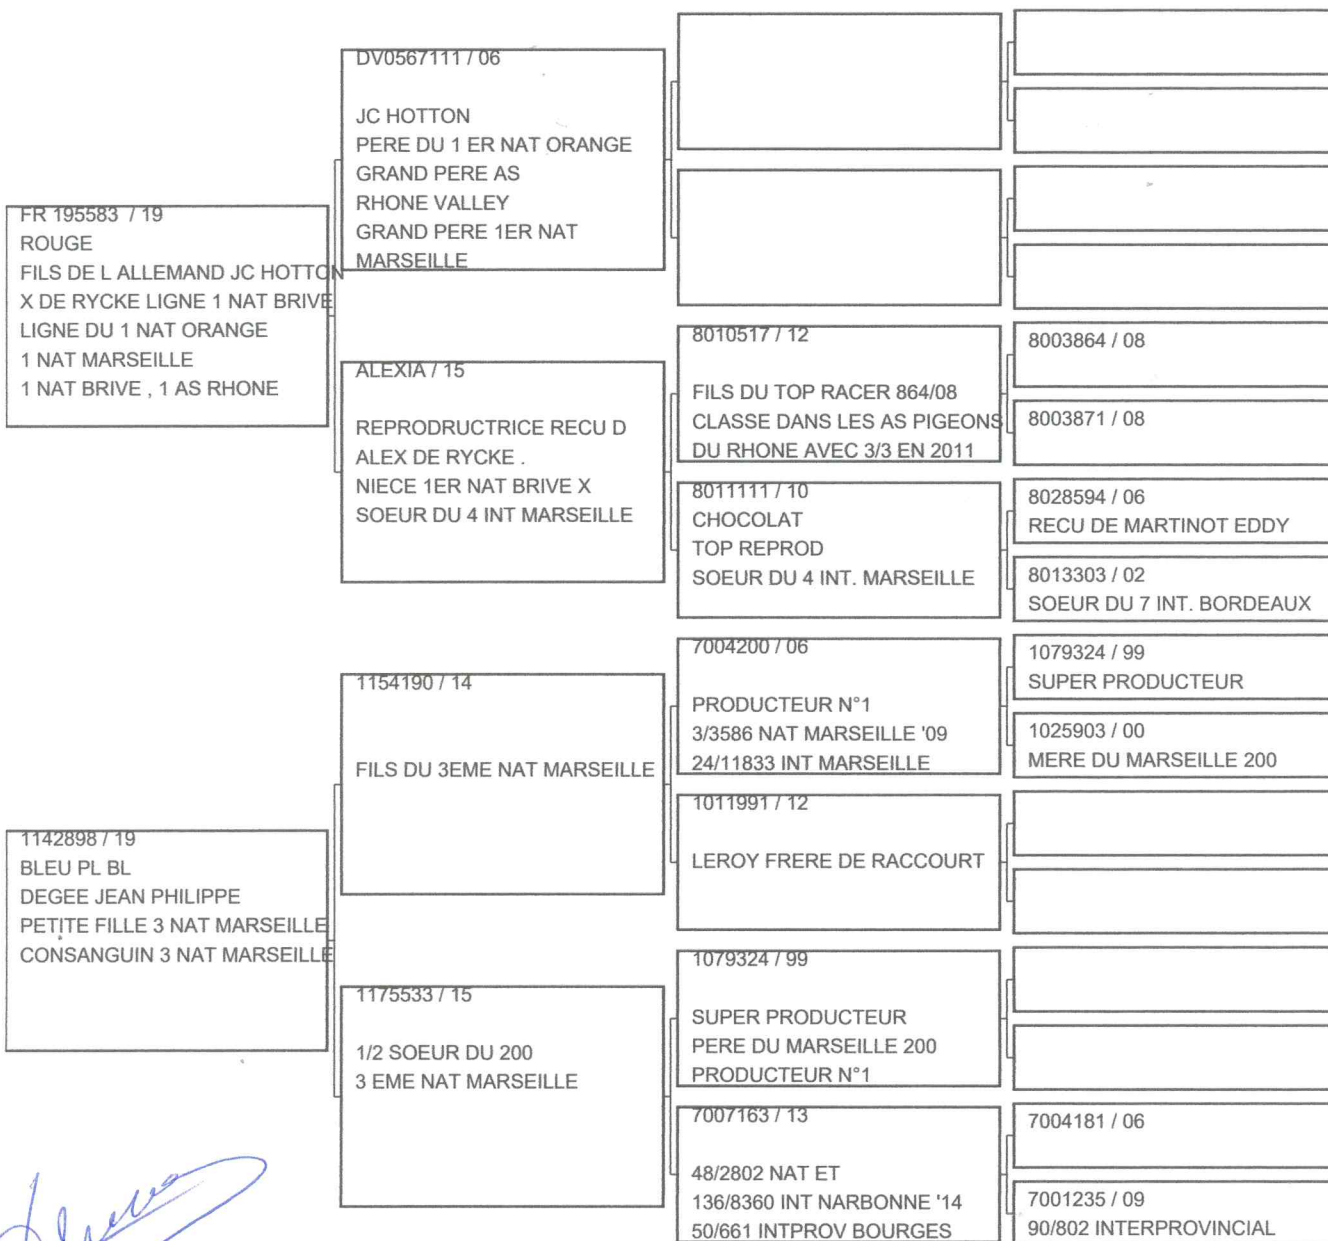 FR 195583 / 19
ROUGE
FILS DE L ALLEMAND JC HOTTON
X DE RYCKE LIGNE 1 NAT BRIVE
LIGNE DU 1 NAT ORANGE
1 NAT MARSEILLE
1 NAT BRIVE , 1 AS RHONE
1142898 / 19
BLEU PL BL
DEGEE JEAN PHILIPPE
PETITE FILLE 3 NAT MARSEILLE
CONSANGUIN 3 NAT MARSEILLE
DV0567111 / 06
JC HOTTON
PERE DU 1 ER NAT ORANGE
GRAND PERE AS
RHONE VALLEY
GRAND PERE 1ER NAT
MARSEILLE
ALEXIA / 15
REPRODRUCTRICE RECU D
ALEX DE RYCKE .
NIECE 1ER NAT BRIVE X
SOEUR DU 4 INT MARSEILLE
1154190 / 14
FILS DU 3EME NAT MARSEILLE
1175533 / 15
1/2 SOEUR DU 200
3 EME NAT MARSEILLE
8010517 / 12
FILS DU TOP RACER 864/08
CLASSE DANS LES AS PIGEONS
DU RHONE AVEC 3/3 EN 2011
8011111 / 10
CHOCOLAT
TOP REPROD
SOEUR DU 4 INT. MARSEILLE
7004200 / 06
PRODUCTEUR N°1
3/3586 NAT MARSEILLE '09
24/11833 INT MARSEILLE
1011991 / 12
LEROY FRERE DE RACCOURT
1079324 / 99
SUPER PRODUCTEUR
PERE DU MARSEILLE 200
PRODUCTEUR N°1
7007163 / 13
48/2802 NAT ET
136/8360 INT NARBONNE '14
50/661 INTPROV BOURGES
8003864 / 08
8003871 / 08
8028594 / 06
RECU DE MARTINOT EDDY
8013303 / 02
SOEUR DU 7 INT. BORDEAUX
1079324 / 99
SUPER PRODUCTEUR
1025903 / 00
MERE DU MARSEILLE 200
7004181 / 06
7001235 / 09
90/802 INTERPROVINCIAL